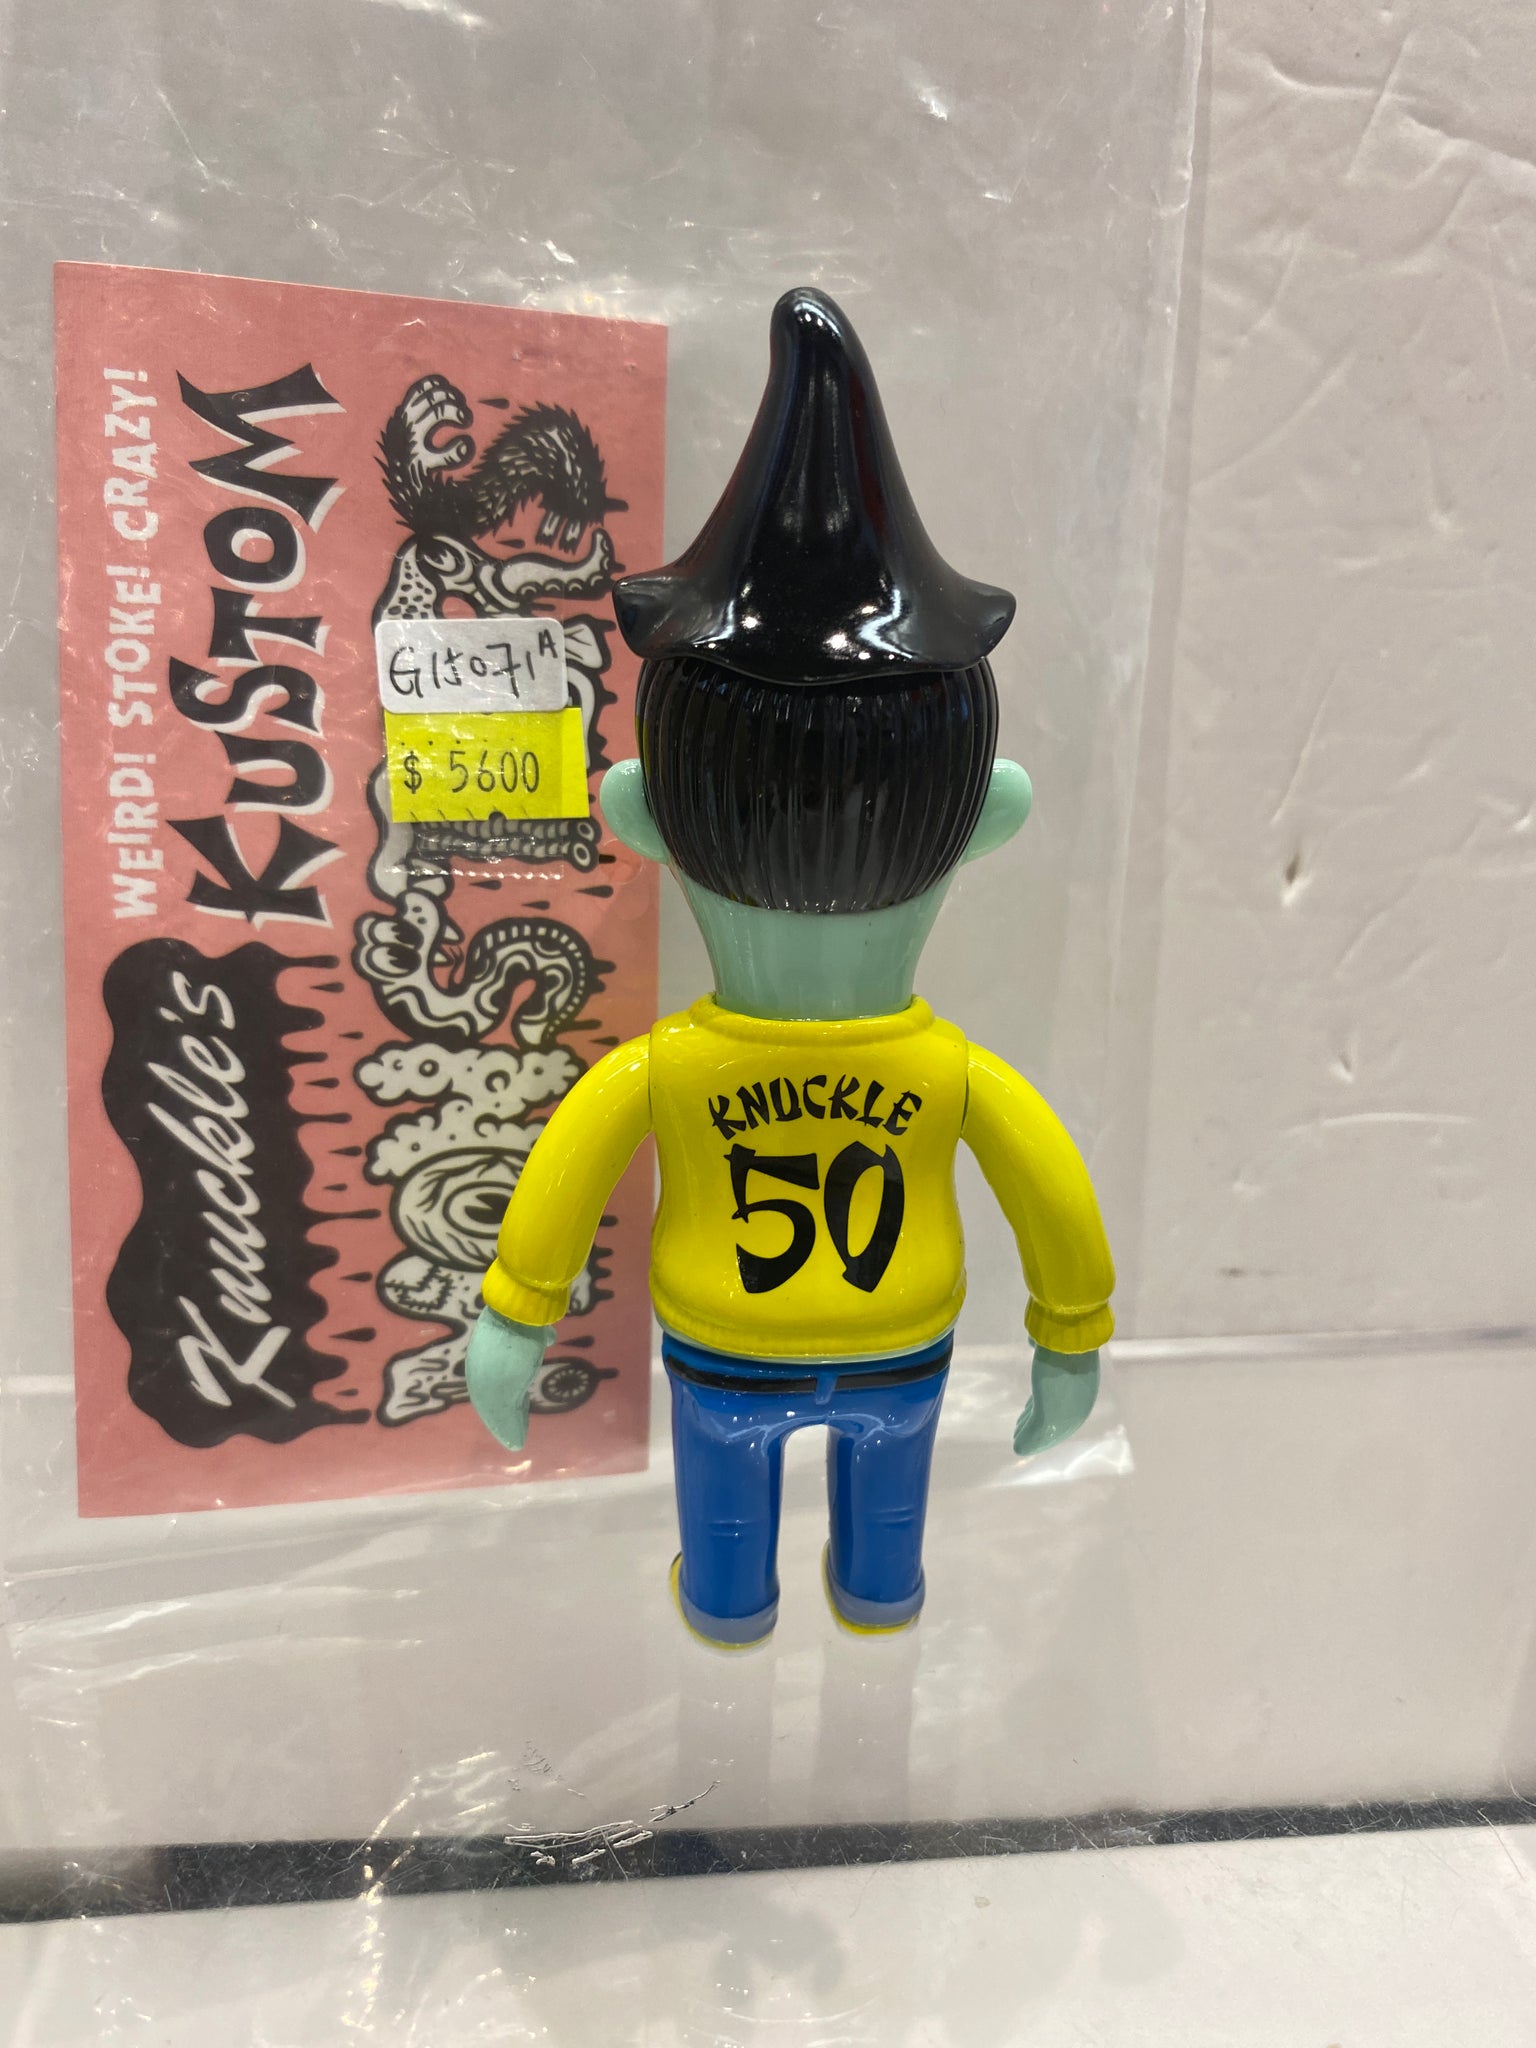 WEIRD! STOKE! CRAZY!
Knuckle's KUSTOM
G15071A
$ 5600
KNUCKLE
50